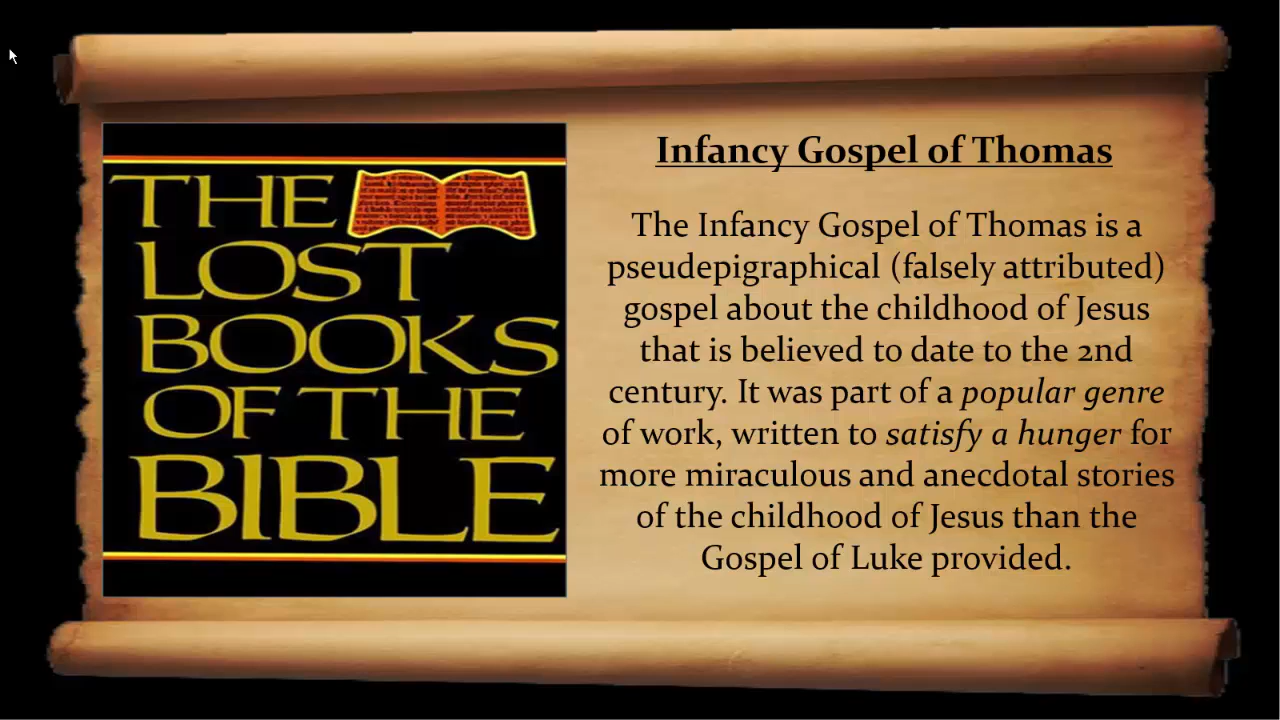 THE
LOST
BOOKS
OF THE
BIBLE
Infancy Gospel of Thomas
The Infancy Gospel of Thomas is a
pseudepigraphical (falsely attributed)
gospel about the childhood of Jesus
that is believed to date to the 2nd
century. It was part of a popular genre
of work, written to satisfy a hunger for
more miraculous and anecdotal stories
of the childhood of Jesus than the
Gospel of Luke provided.